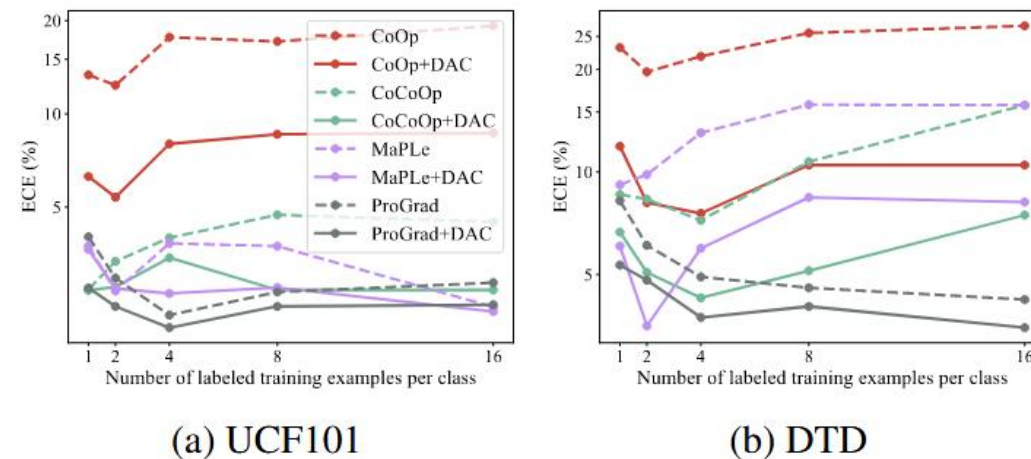 20
15
10
5
ECE (%)
CoOp
CoOp+DAC
CoCoOp
CoCoOp+DAC
MaPLe
MaPLe+DAC
ProGrad
ProGrad+DAC
1 2 4 8 16
Number of labeled training examples per class
(a) UCF101
25
20
15
10
5
ECE (%)
1 2 4 8 16
Number of labeled training examples per class
(b) DTD